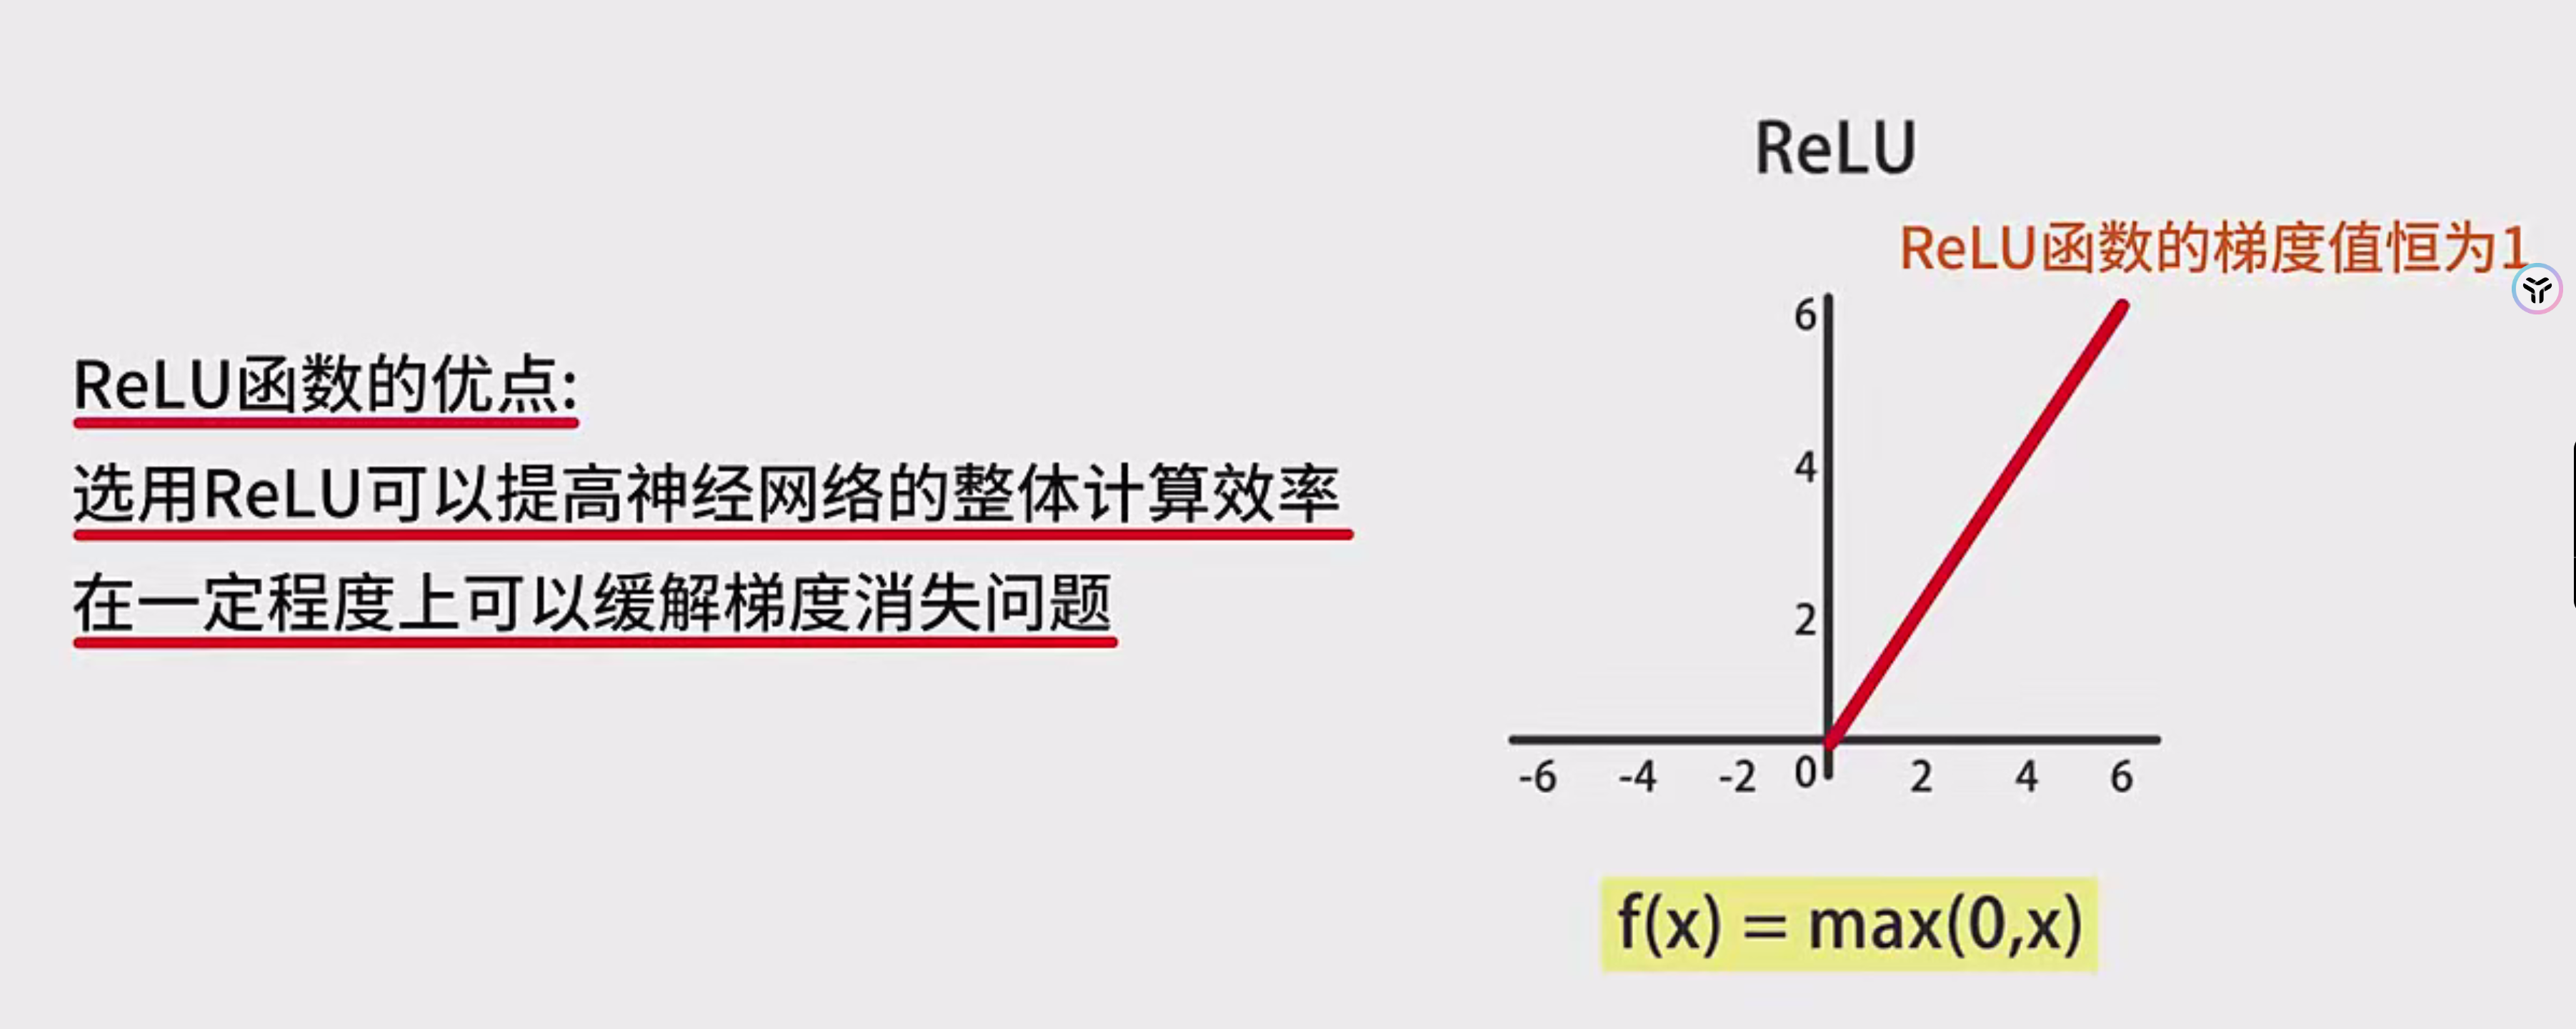 ReLU
ReLU函数的梯度值恒为1
ReLU函数的优点:
选用ReLU可以提高神经网络的整体计算效率
在一定程度上可以缓解梯度消失问题
6
4
2
-6 -4 -2 0 2 4 6
f(x) = max(0,x)